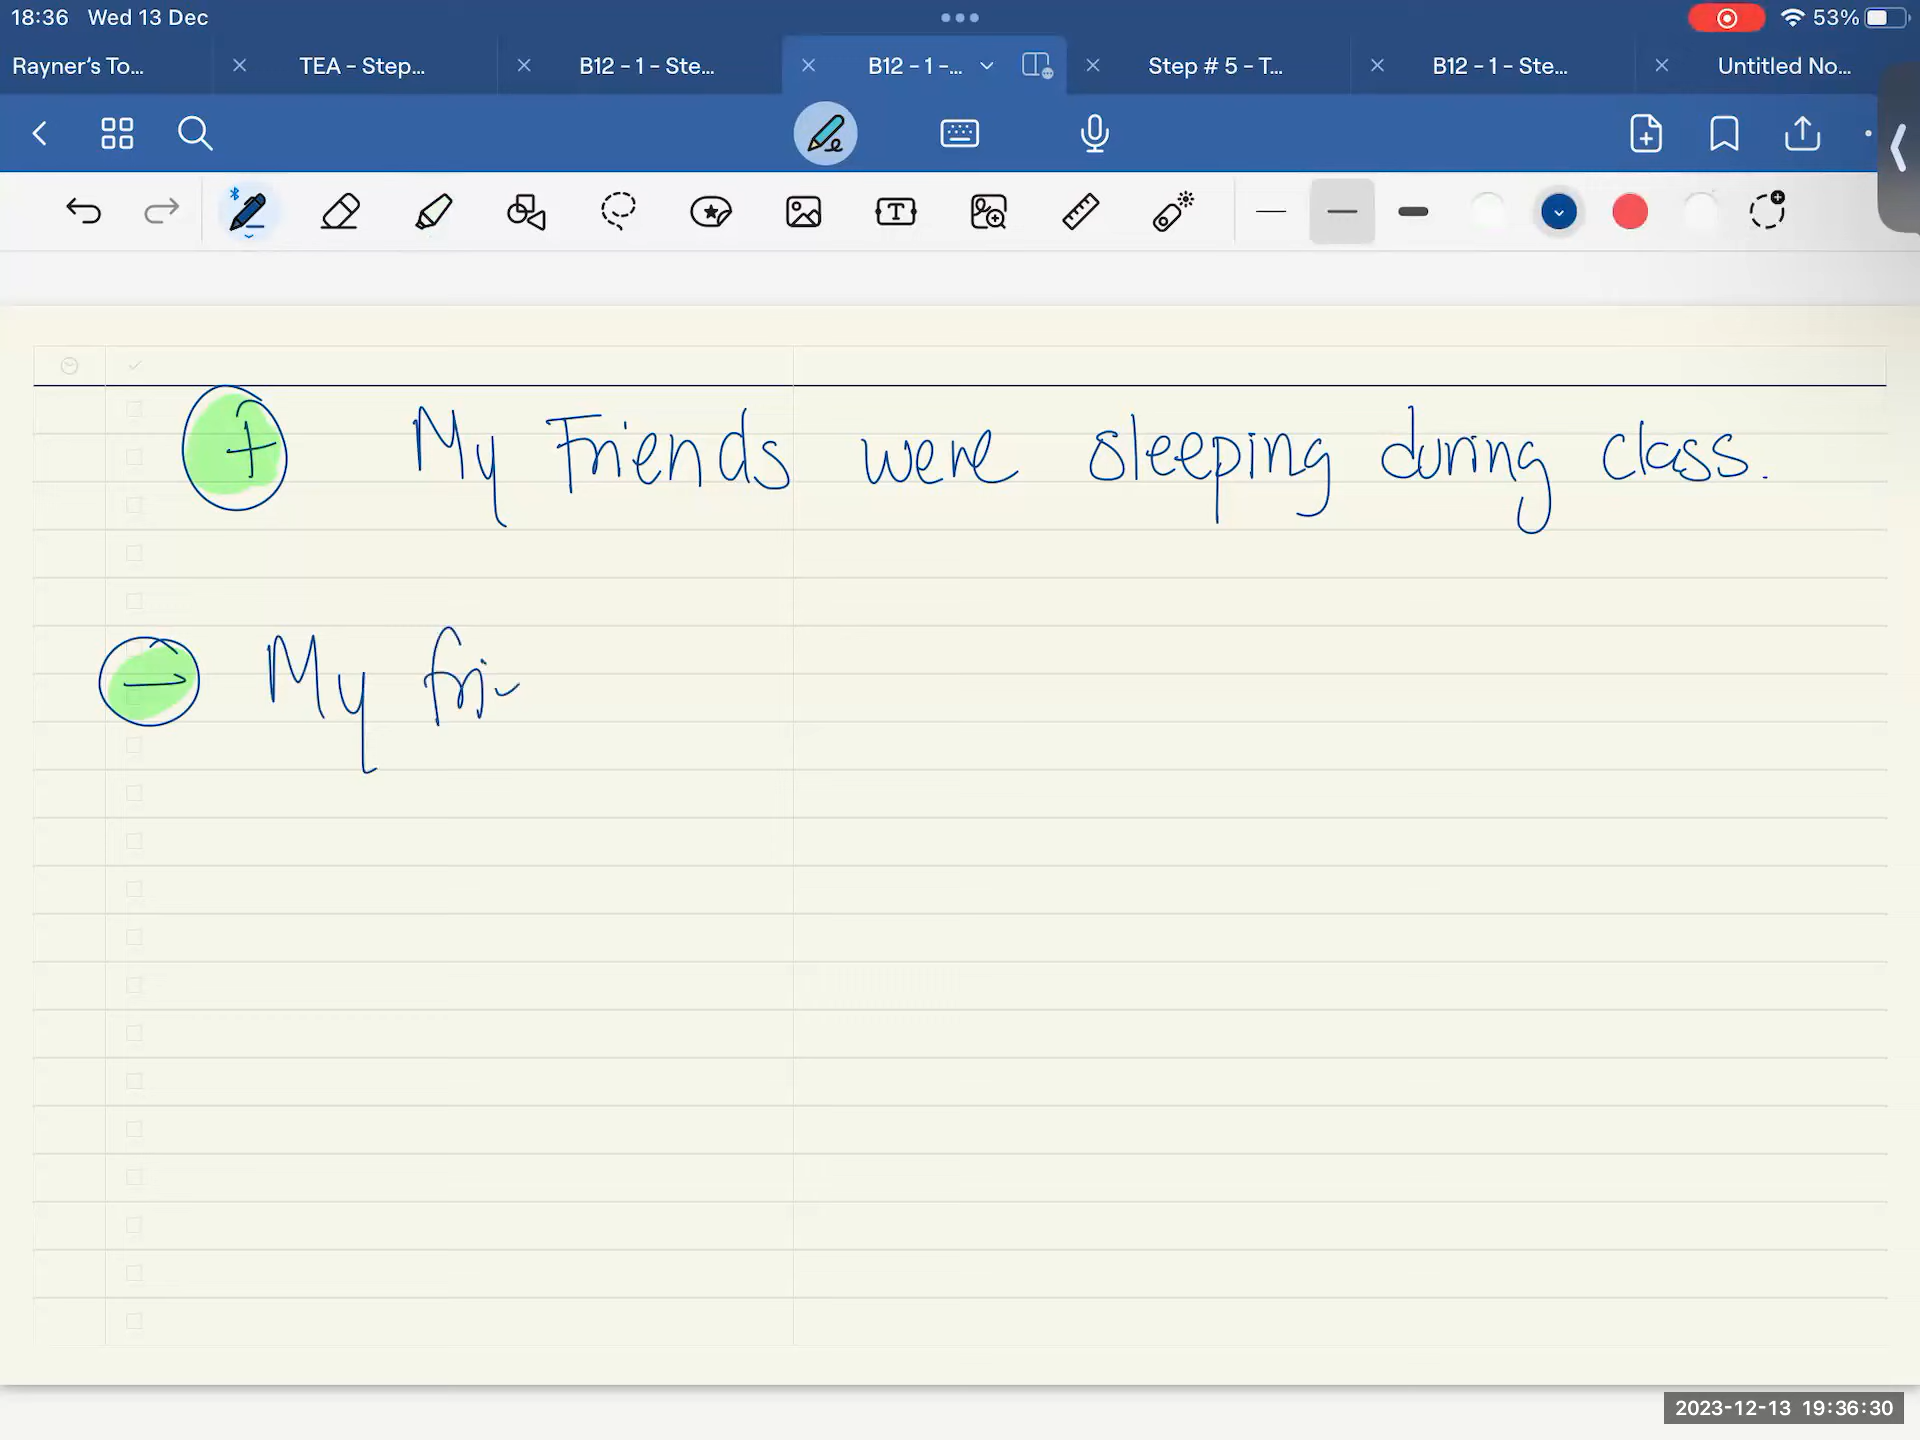 18:36 Wed 13 Dec
53%
Rayner's To...
TEA – Step...
B12 – 1 – Ste...
B12 – 1 –...
Step # 5 – T...
B12 – 1 – Ste...
Untitled No...
+ My Friends were sleeping during class.
− My fri
2023-12-13 19:36:30